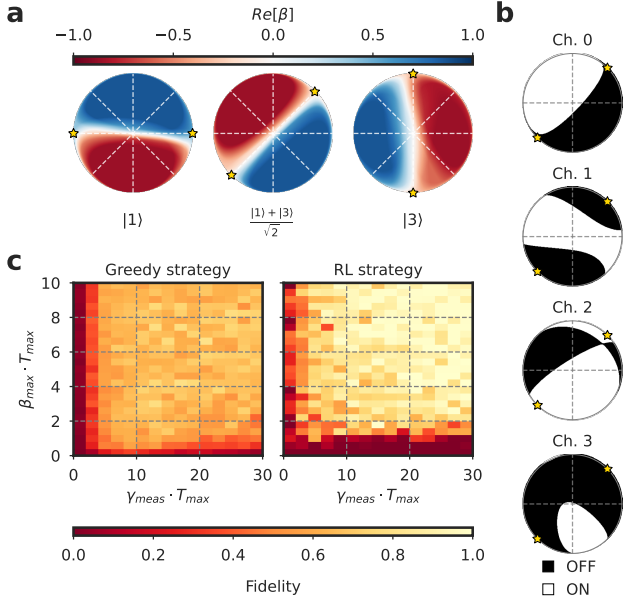 a
Re[β]
−1.0 −0.5 0.0 0.5 1.0
|1⟩
|1⟩ + |3⟩
√2
|3⟩
b
Ch. 0
Ch. 1
Ch. 2
Ch. 3
OFF
ON
c
Greedy strategy
RL strategy
β_max · T_max
10
8
6
4
2
0
0 10 20 30
0 10 20 30
γ_meas · T_max
γ_meas · T_max
0.0 0.2 0.4 0.6 0.8 1.0
Fidelity